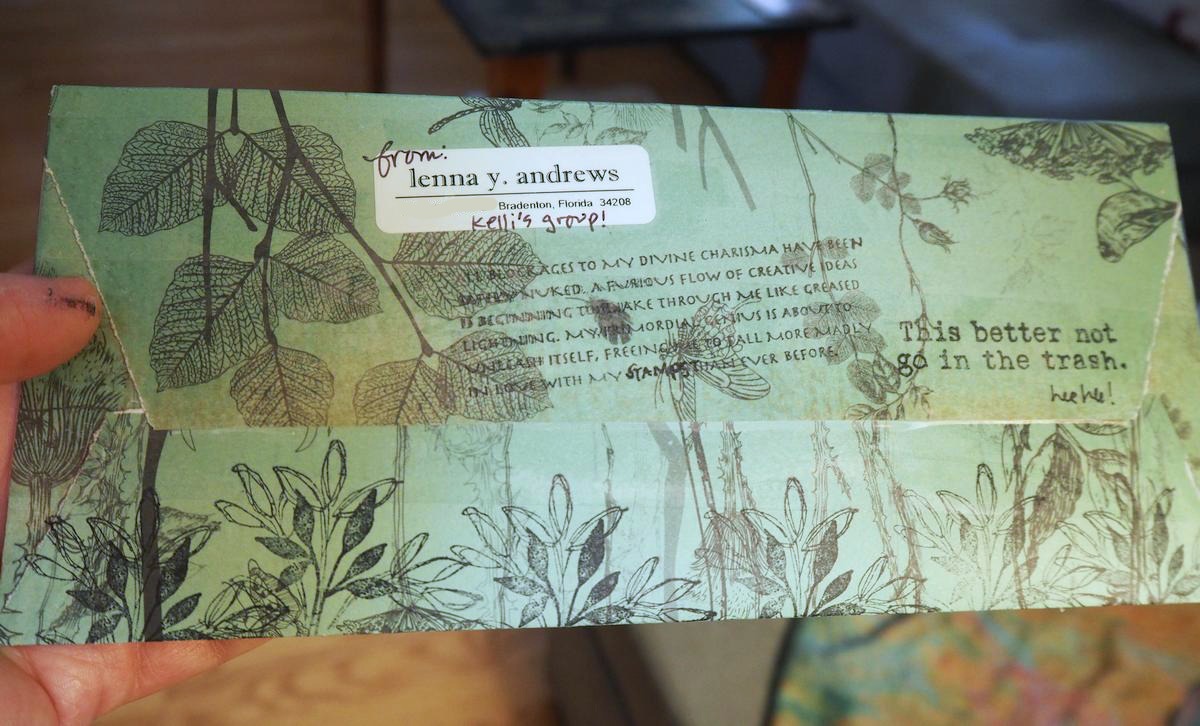 from:
lenna y. andrews
Bradenton, Florida 34208
Kelli's group!
BLOCKAGES TO MY DIVINE CHARISMA HAVE BEEN
NUKED. A FURIOUS FLOW OF CREATIVE IDEAS
IS BEGINNING TO THROUGH ME LIKE GREASED
LIGHTNING. MY PRIMORDIAL GENIUS IS ABOUT TO
UNLEASH ITSELF, FREEING ME TO FALL MORE MADLY
IN LOVE WITH MY STAMPS THAN EVER BEFORE.
This better not
go in the trash.
hee hee!